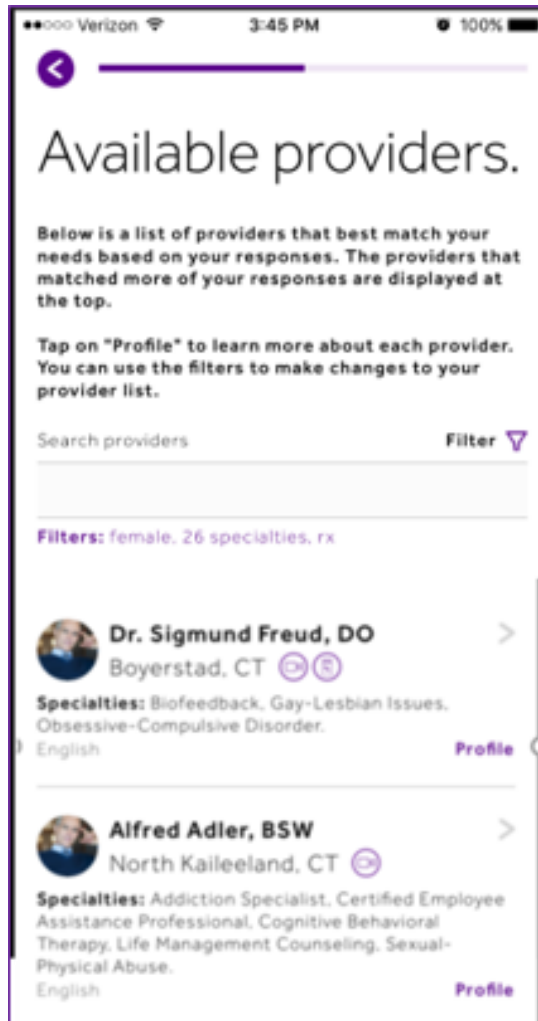 Verizon 3:45 PM 100%
Available providers.
Below is a list of providers that best match your
needs based on your responses. The providers that
matched more of your responses are displayed at
the top.
Tap on "Profile" to learn more about each provider.
You can use the filters to make changes to your
provider list.
Search providers Filter
Filters: female, 26 specialties, rx
Dr. Sigmund Freud, DO
Boyerstad, CT
Specialties: Biofeedback, Gay-Lesbian Issues,
Obsessive-Compulsive Disorder.
English Profile
Alfred Adler, BSW
North Kaileeland, CT
Specialties: Addiction Specialist, Certified Employee
Assistance Professional, Cognitive Behavioral
Therapy, Life Management Counseling, Sexual-
Physical Abuse.
English Profile